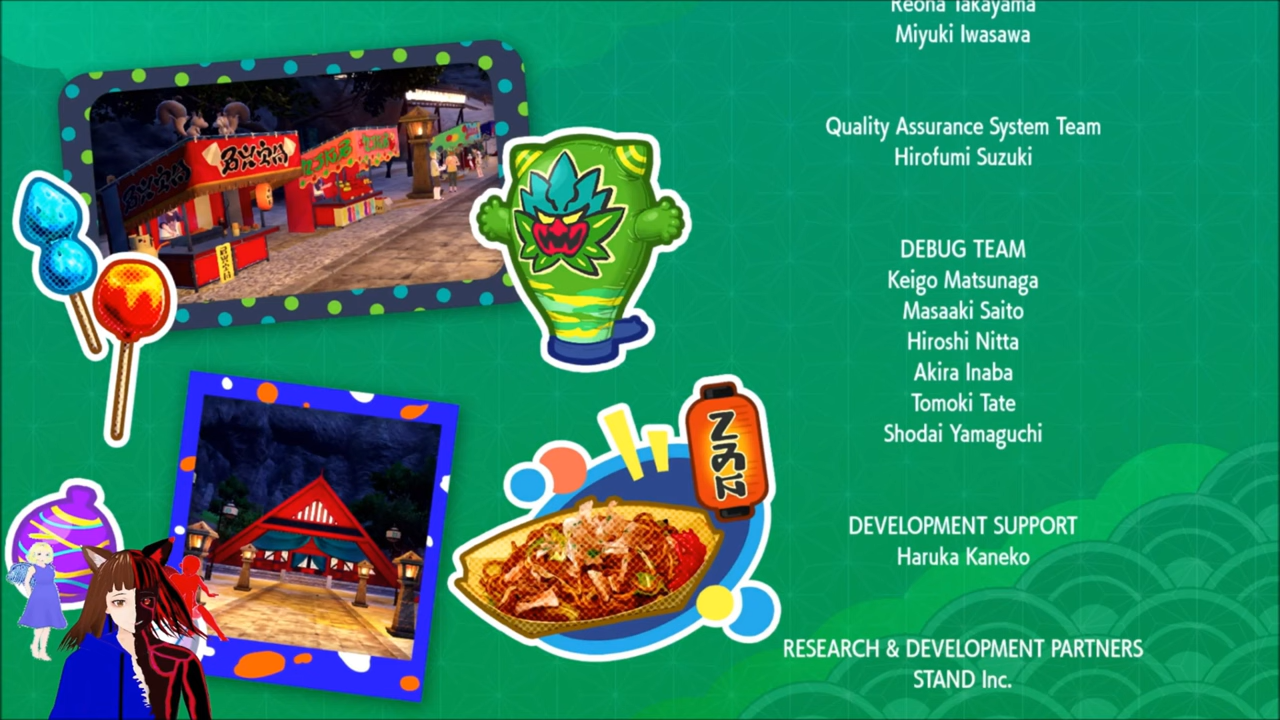 Reona Takayama
Miyuki Iwasawa
Quality Assurance System Team
Hirofumi Suzuki
DEBUG TEAM
Keigo Matsunaga
Masaaki Saito
Hiroshi Nitta
Akira Inaba
Tomoki Tate
Shodai Yamaguchi
DEVELOPMENT SUPPORT
Haruka Kaneko
RESEARCH & DEVELOPMENT PARTNERS
STAND Inc.